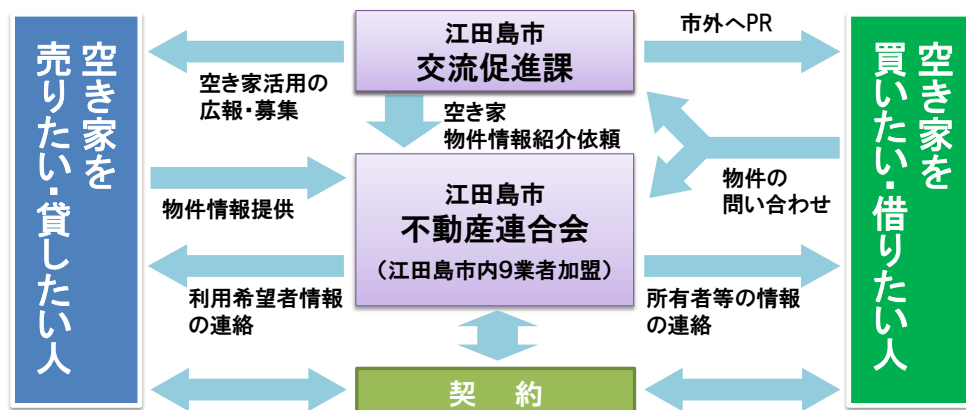 空き家を
売りたい・貸したい人
江田島市
交流促進課
市外へPR
空き家活用の
広報・募集
空き家
物件情報紹介依頼
物件情報提供
江田島市
不動産連合会
（江田島市内9業者加盟）
物件の
問い合わせ
利用希望者情報
の連絡
所有者等の情報
の連絡
契 約
空き家を
買いたい・借りたい人